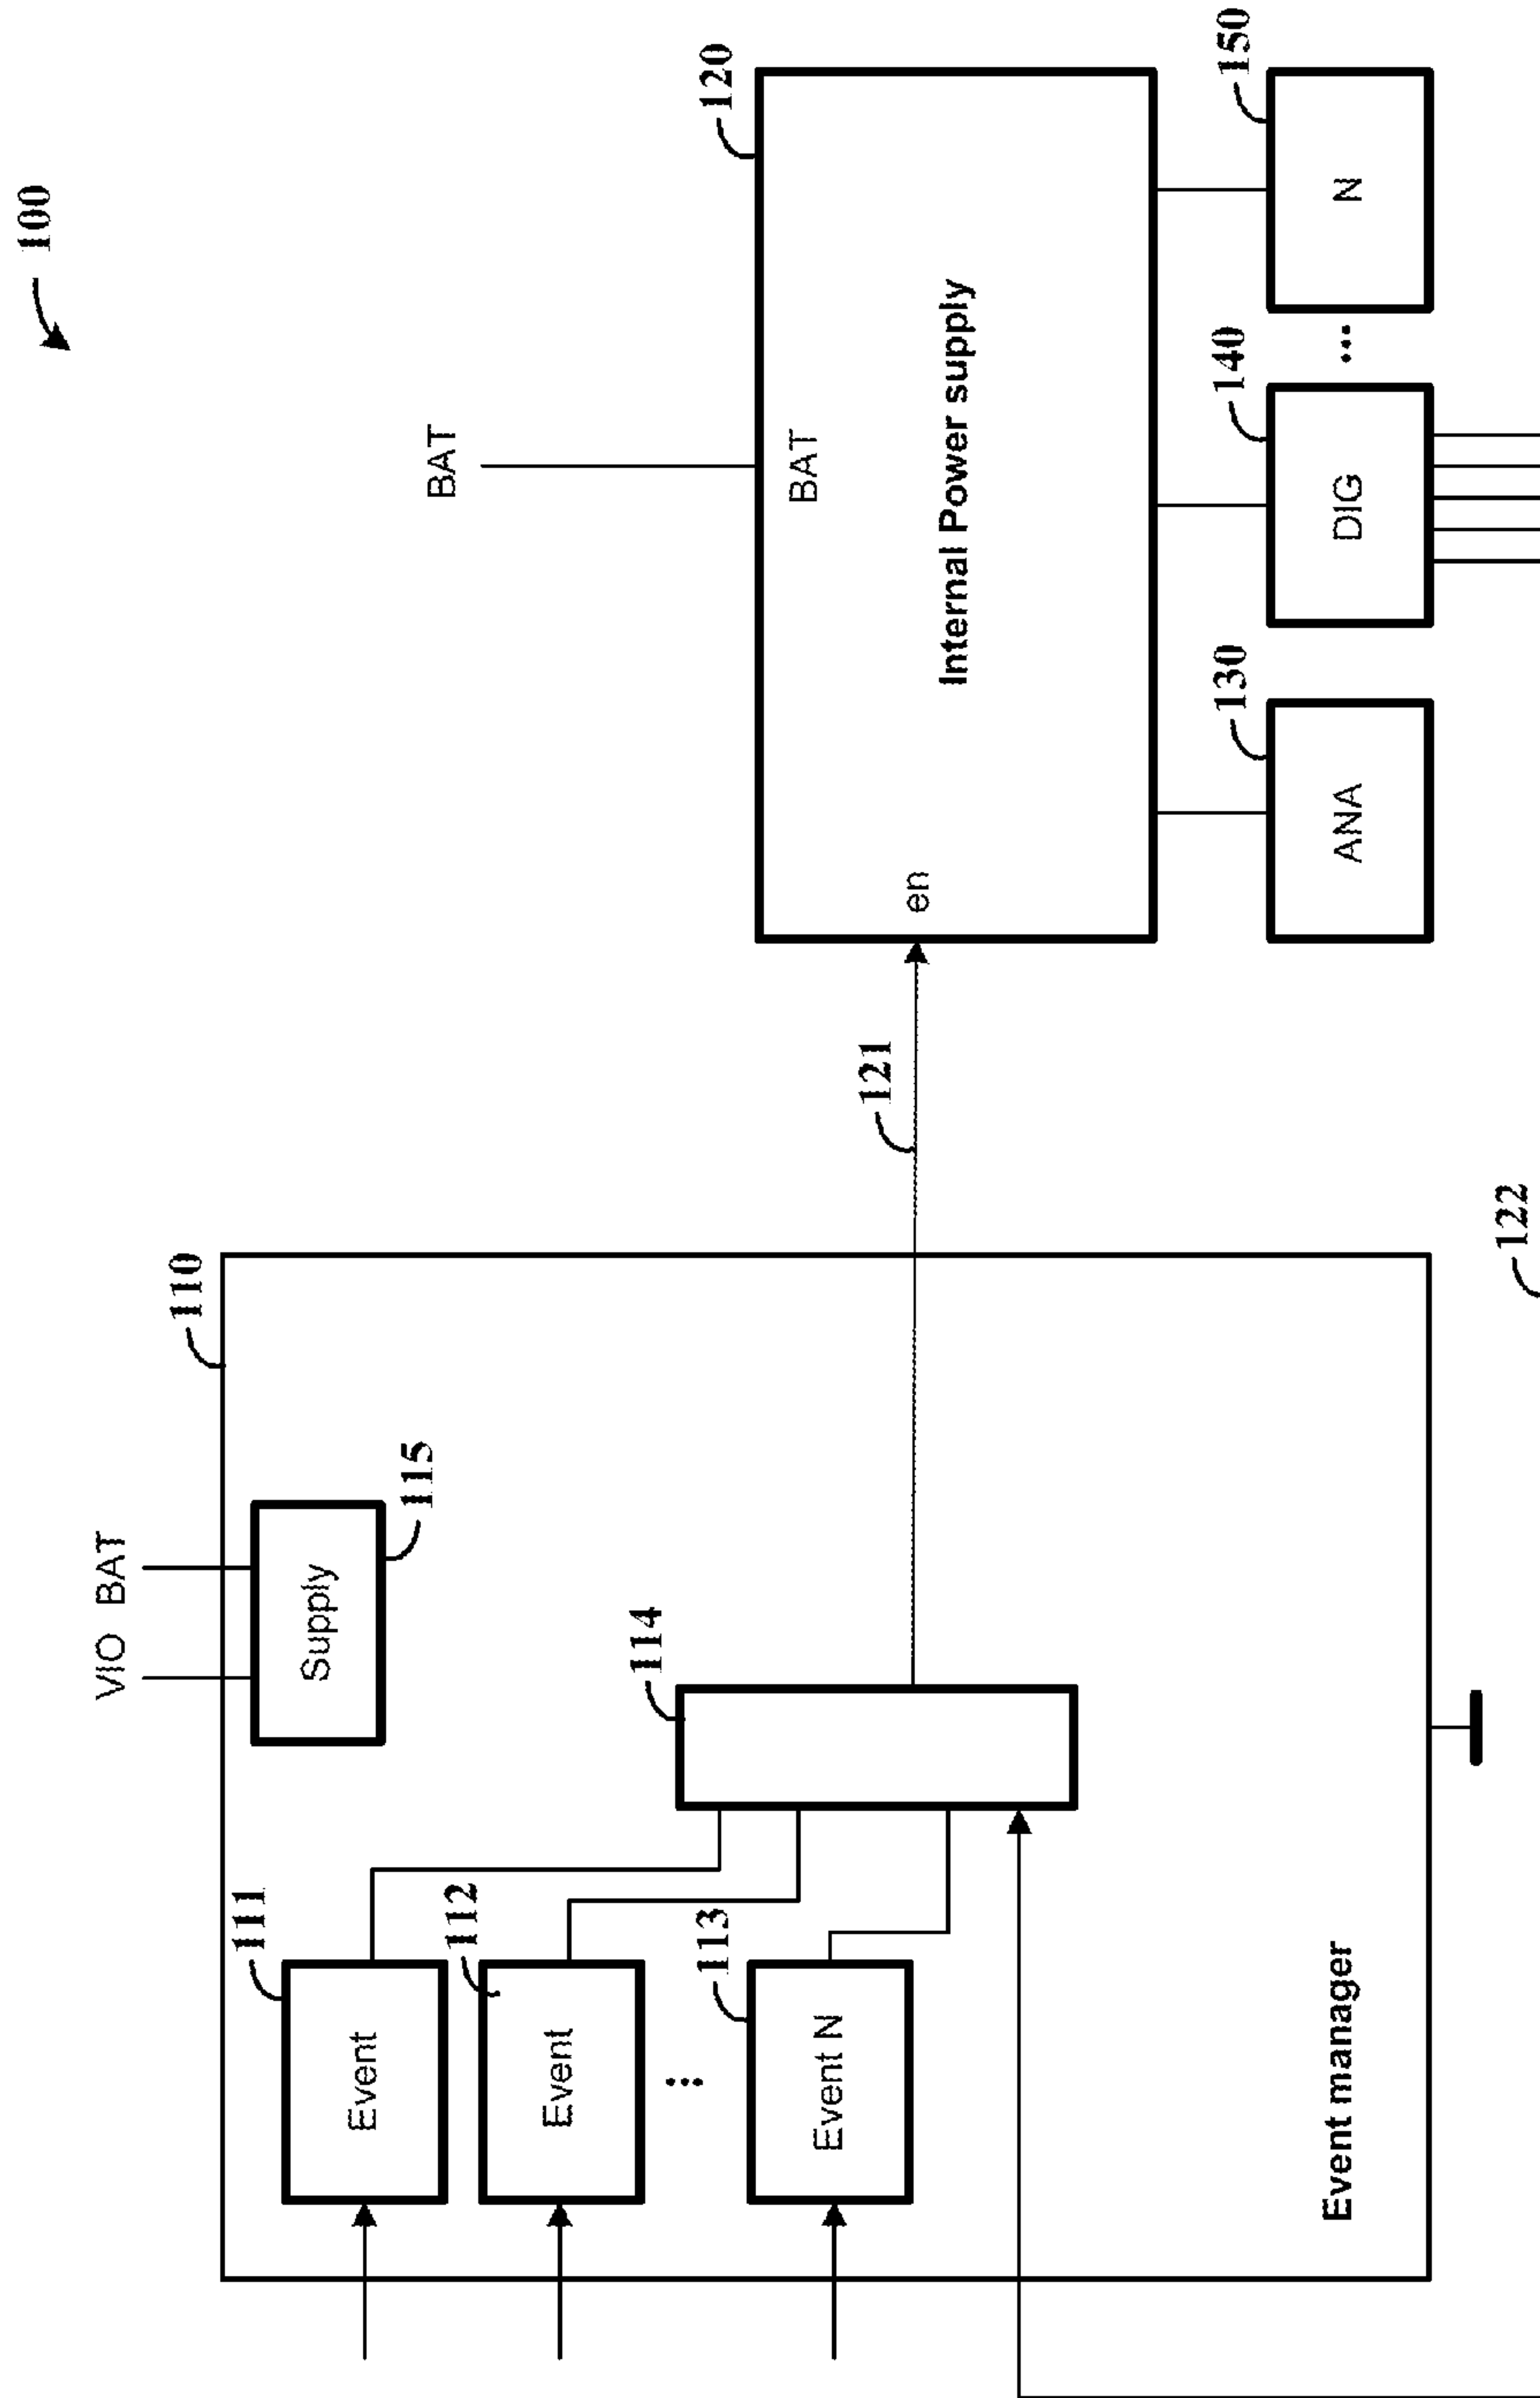 100
VIO BAT
110
Supply
115
111
Event
112
Event
...
113
Event N
114
Event manager
121
122
BAT
120
BAT
en
Internal Power supply
130
ANA
140
DIG
...
150
N